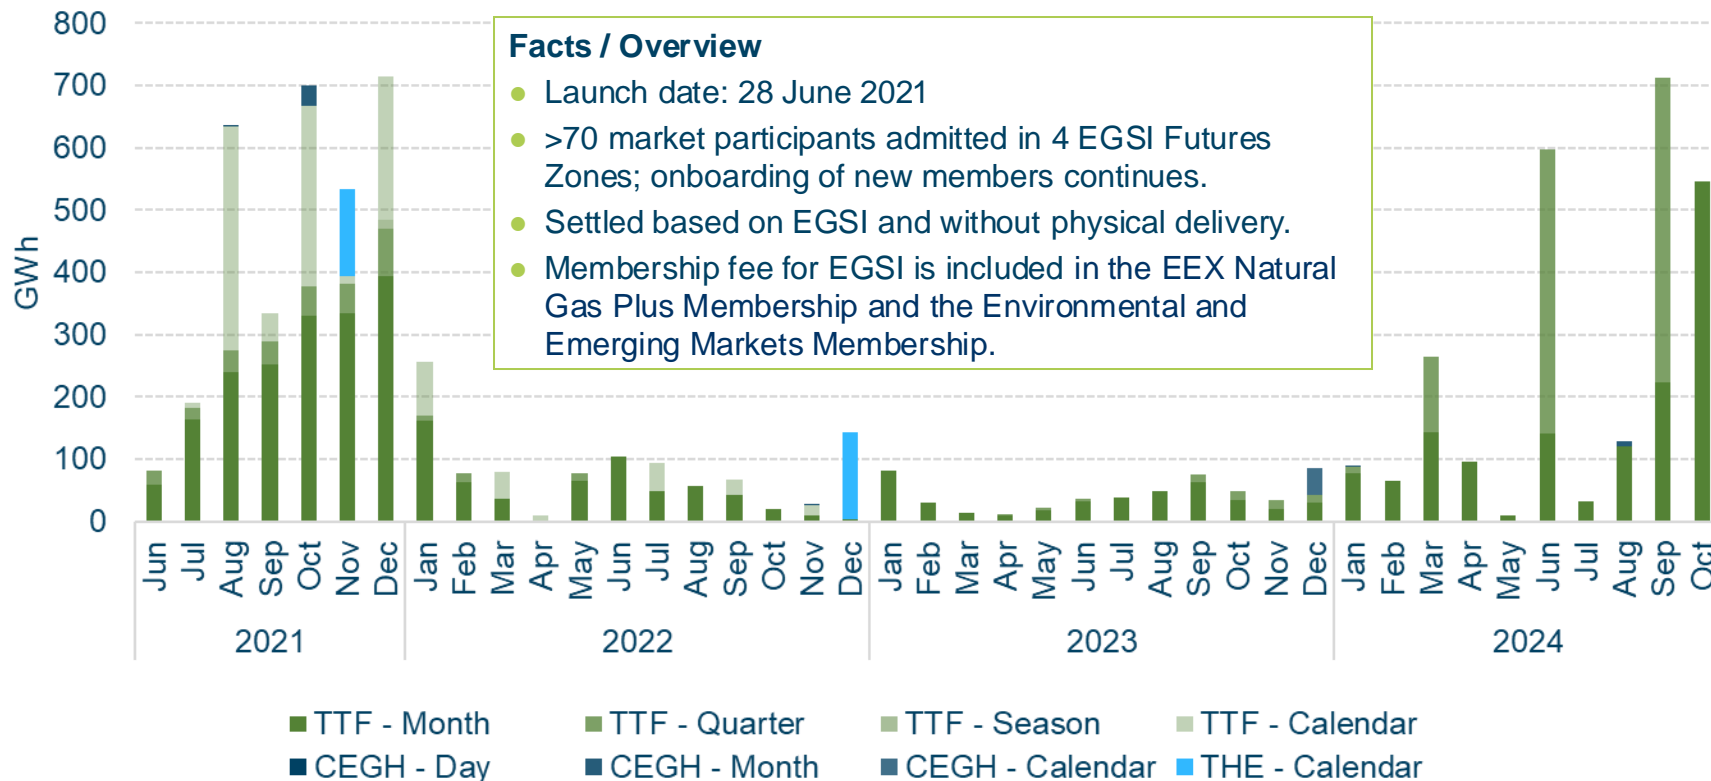 800
700
600
500
400
300
200
100
0
GWh
Facts / Overview
Launch date: 28 June 2021
>70 market participants admitted in 4 EGSI Futures
Zones; onboarding of new members continues.
Settled based on EGSI and without physical delivery.
Membership fee for EGSI is included in the EEX Natural
Gas Plus Membership and the Environmental and
Emerging Markets Membership.
Jun Jul Aug Sep Oct Nov Dec Jan Feb Mar Apr May Jun Jul Aug Sep Oct Nov Dec Jan Feb Mar Apr May Jun Jul Aug Sep Oct Nov Dec Jan Feb Mar Apr May Jun Jul Aug Sep Oct
2021 2022 2023 2024
TTF - Month TTF - Quarter TTF - Season TTF - Calendar
CEGH - Day CEGH - Month CEGH - Calendar THE - Calendar